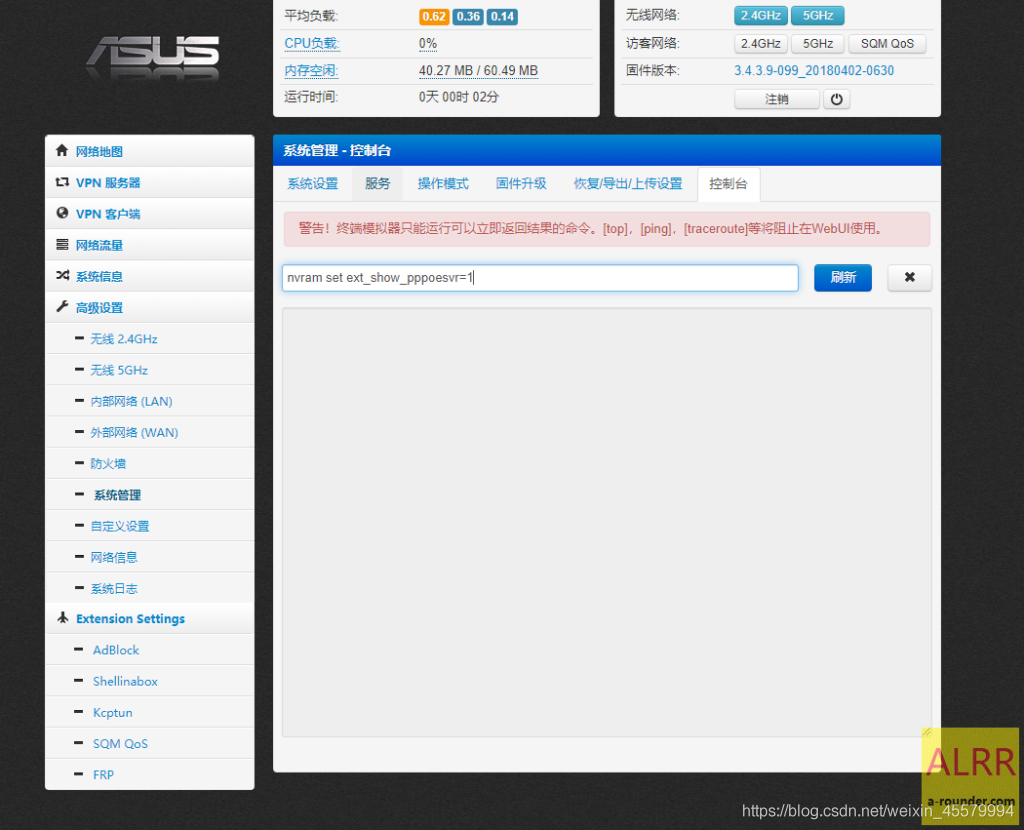 ASUS
平均负载: 0.62 0.36 0.14
CPU负载: 0%
内存空闲: 40.27 MB / 60.49 MB
运行时间: 0天 00时 02分
无线网络: 2.4GHz 5GHz
访客网络: 2.4GHz 5GHz SQM QoS
固件版本: 3.4.3.9-099_20180402-0630
注销
网络地图
VPN 服务器
VPN 客户端
网络流量
系统信息
高级设置
无线 2.4GHz
无线 5GHz
内部网络 (LAN)
外部网络 (WAN)
防火墙
系统管理
自定义设置
网络信息
系统日志
Extension Settings
AdBlock
Shellinabox
Kcptun
SQM QoS
FRP
系统管理 - 控制台
系统设置 服务 操作模式 固件升级 恢复/导出/上传设置 控制台
警告！终端模拟器只能运行可以立即返回结果的命令。[top]，[ping]，[traceroute]等将阻止在WebUI使用。
nvram set ext_show_pppoesvr=1 刷新
ALRR
a-rounder.com
https://blog.csdn.net/weixin_45579994